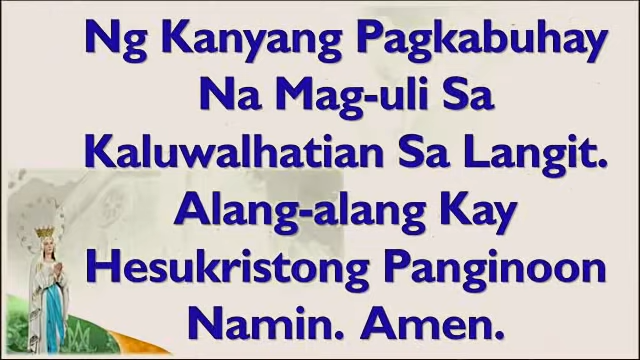 Ng Kanyang Pagkabuhay
Na Mag-uli Sa
Kaluwalhatian Sa Langit.
Alang-alang Kay
Hesukristong Panginoon
Namin. Amen.